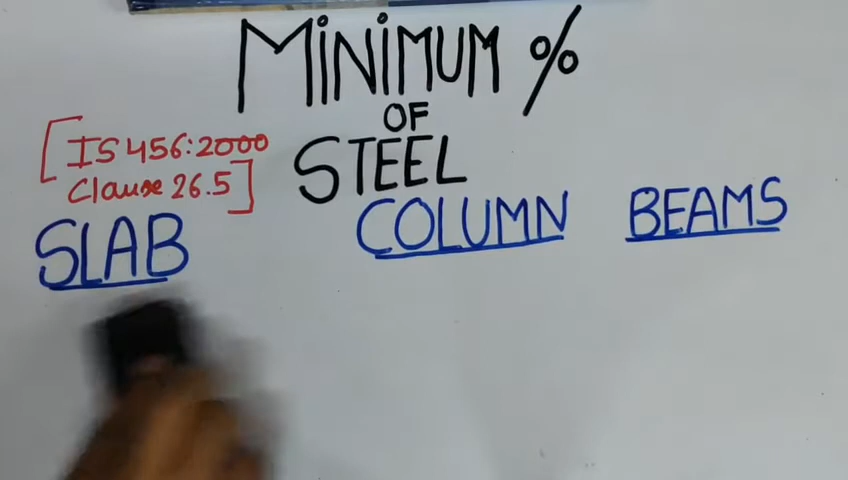 MiNiMUM %
OF
STEEL
[IS 456:2000
Clause 26.5]
SLAB
COLUMN
BEAMS